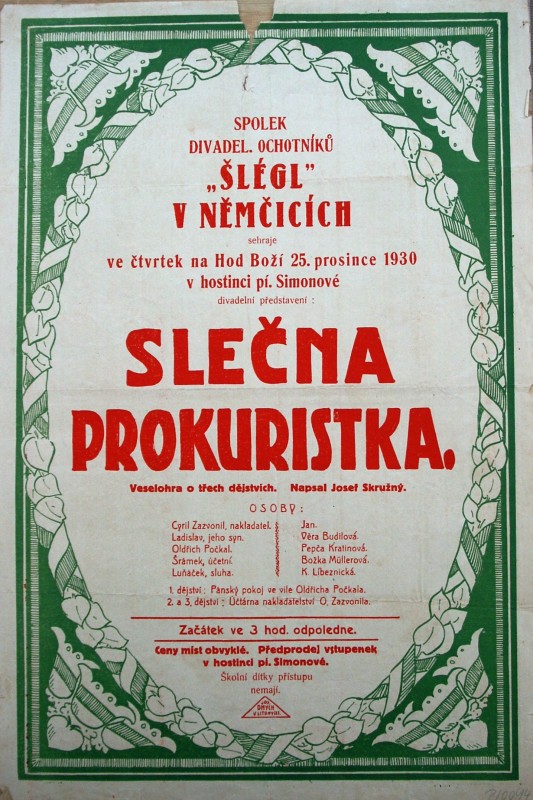 SPOLEK
DIVADEL. OCHOTNÍKŮ
„ŠLÉGL”
V NĚMČICÍCH
sehraje
ve čtvrtek na Hod Boží 25. prosince 1930
v hostinci pí. Simonové
divadelní představení :
SLEČNA
PROKURISTKA.
Veselohra o třech dějstvích. Napsal Josef Skružný.
OSOBY:
Cyril Zazvonil, nakladatel. Jan.
Ladislav, jeho syn. Věra Budilová.
Oldřich Počkal. Pepča Kratinová.
Šrámek, účetní. Božka Müllerová.
Luňáček, sluha. K. Líbeznická.
1. dějství : Pánský pokoj ve vile Oldřicha Počkala.
2. a 3. dějství : Účtárna nakladatelství O. Zazvonila.
Začátek ve 3 hod. odpoledne.
Ceny míst obvyklé. Předprodej vstupenek
v hostinci pí. Simonové.
Školní dítky přístupu
nemají.